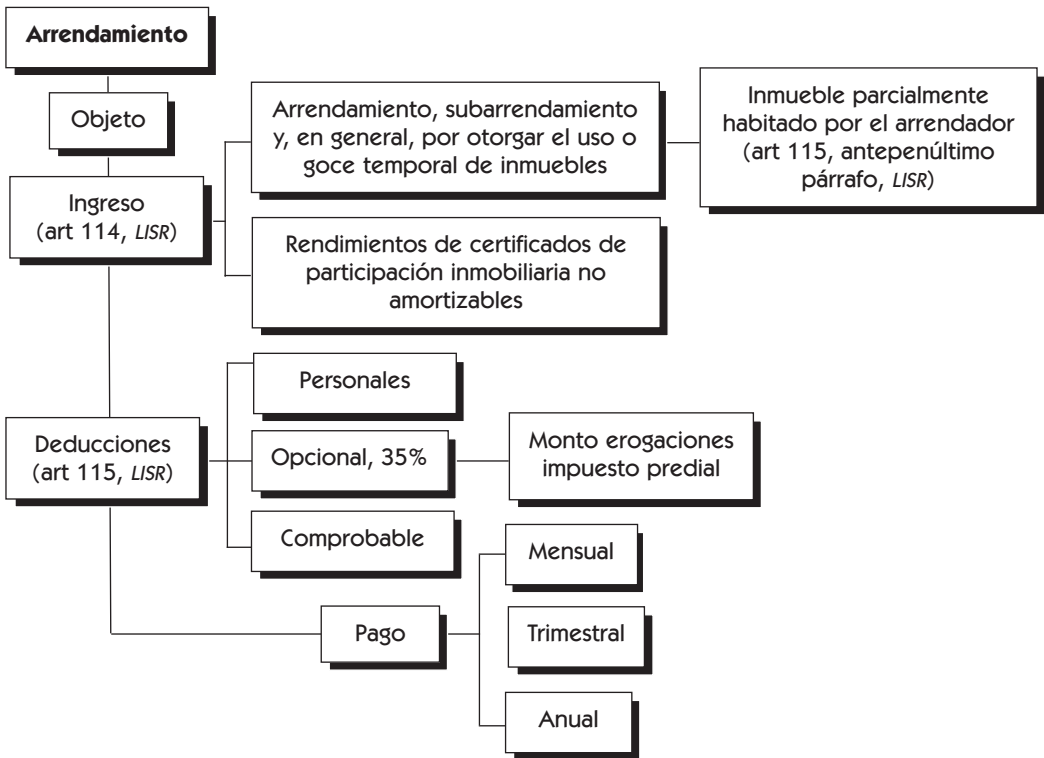 Arrendamiento
Objeto
Ingreso
(art 114, LISR)
Arrendamiento, subarrendamiento
y, en general, por otorgar el uso o
goce temporal de inmuebles
Inmueble parcialmente
habitado por el arrendador
(art 115, antepenúltimo
párrafo, LISR)
Rendimientos de certificados de
participación inmobiliaria no
amortizables
Deducciones
(art 115, LISR)
Personales
Opcional, 35%
Monto erogaciones
impuesto predial
Comprobable
Pago
Mensual
Trimestral
Anual